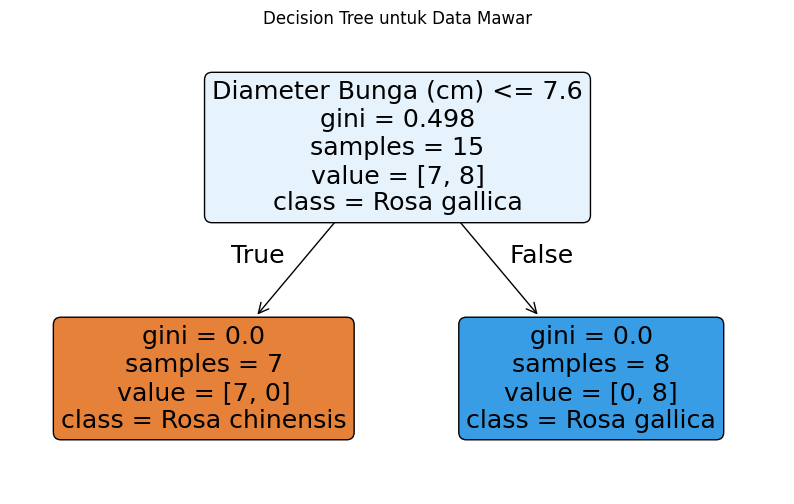 Decision Tree untuk Data Mawar
Diameter Bunga (cm) <= 7.6
gini = 0.498
samples = 15
value = [7, 8]
class = Rosa gallica
True
False
gini = 0.0
samples = 7
value = [7, 0]
class = Rosa chinensis
gini = 0.0
samples = 8
value = [0, 8]
class = Rosa gallica